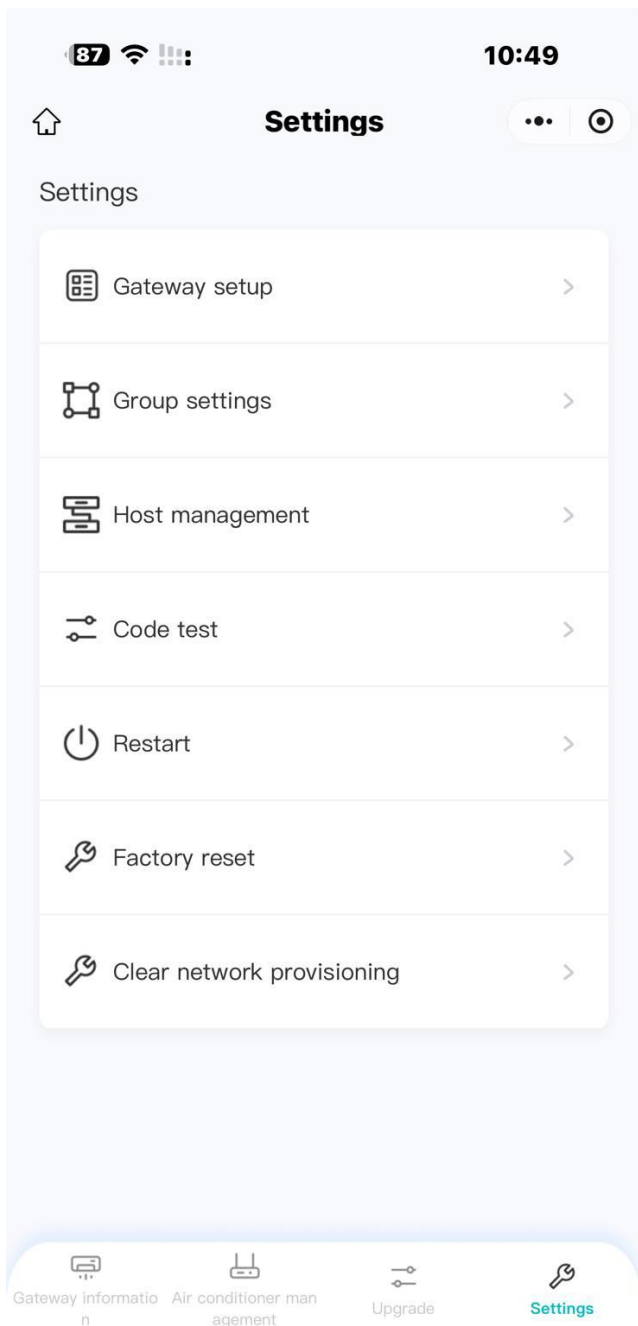 87
10:49
Settings
Settings
Gateway setup
Group settings
Host management
Code test
Restart
Factory reset
Clear network provisioning
Gateway informatio
n
Air conditioner man
agement
Upgrade
Settings